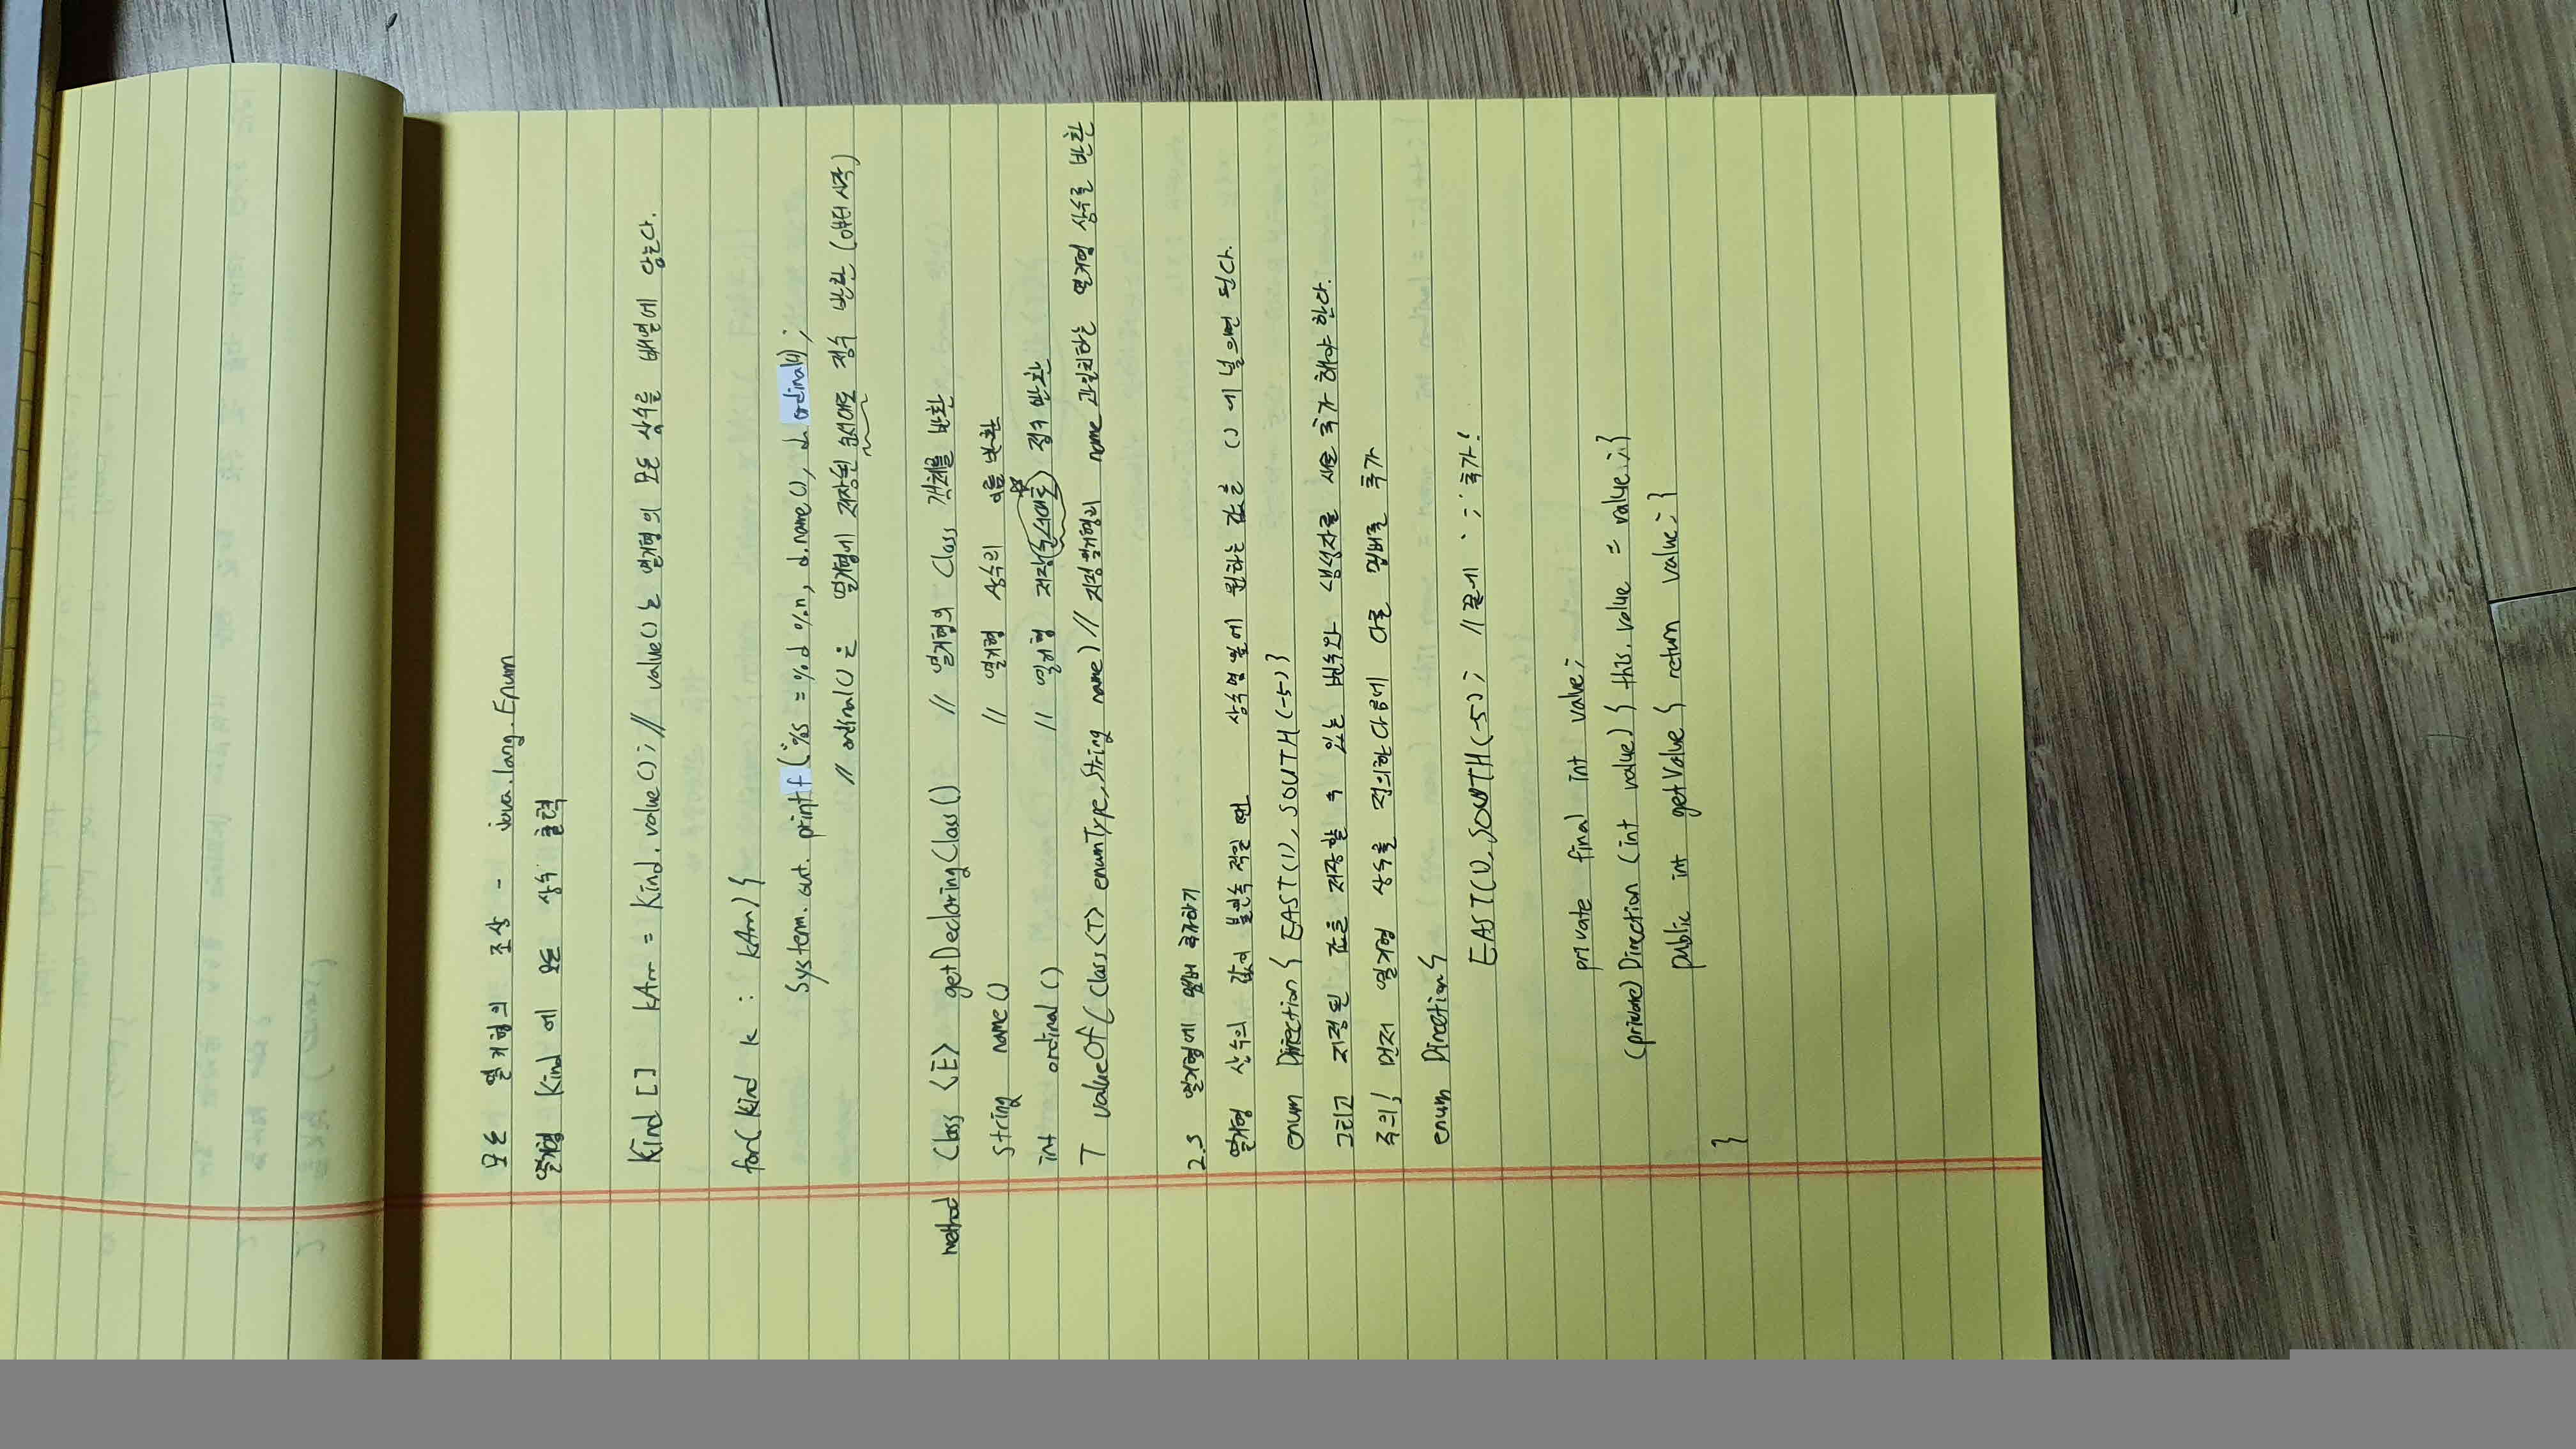 모든 열거형의 조상 - java.lang.Enum
열거형 Kind 에 모든 상수 출력
Kind [] kArr = Kind.value(); // value()는 열거형의 모든 상수를 배열에 담는다.
for( Kind k : kArr) {
System.out.printf("%s = %d %n, d.name(), d.ordinal());
// ordinal()은 열거형에 저장된 순서대로 정수 반환 (0부터 시작)
method Class <E> getDeclaringClass() // 열거형의 Class 객체를 반환
string name() // 열거형 상수의 이름 반환
int ordinal() // 열거형 저장(순서대로) 정수 반환
T valueOf( Class<T> enumType, String name) // 지정열거형의 name 과일치하는 열거형 상수를 반환
2.3 열거형에 멤버 추가하기
열거형 상수의 값이 불연속 적일 땐 상수명 옆에 원하는 값을 () 에 넣으면 된다.
enum Direction { EAST(1), SOUTH(-5) }
그리고 지정된 값을 저장할 수 있는 변수와 생성자를 새로 추가 해야 한다.
주의! 먼저 열거형 상수를 정의한다음에 다른 멤버를 추가
enum Direction {
EAST(1), SOUTH(-5); // 끝에 ';' 추가!
private final int value;
(private) Direction (int value) { this.value = value; }
public int getValue { return value; }
}